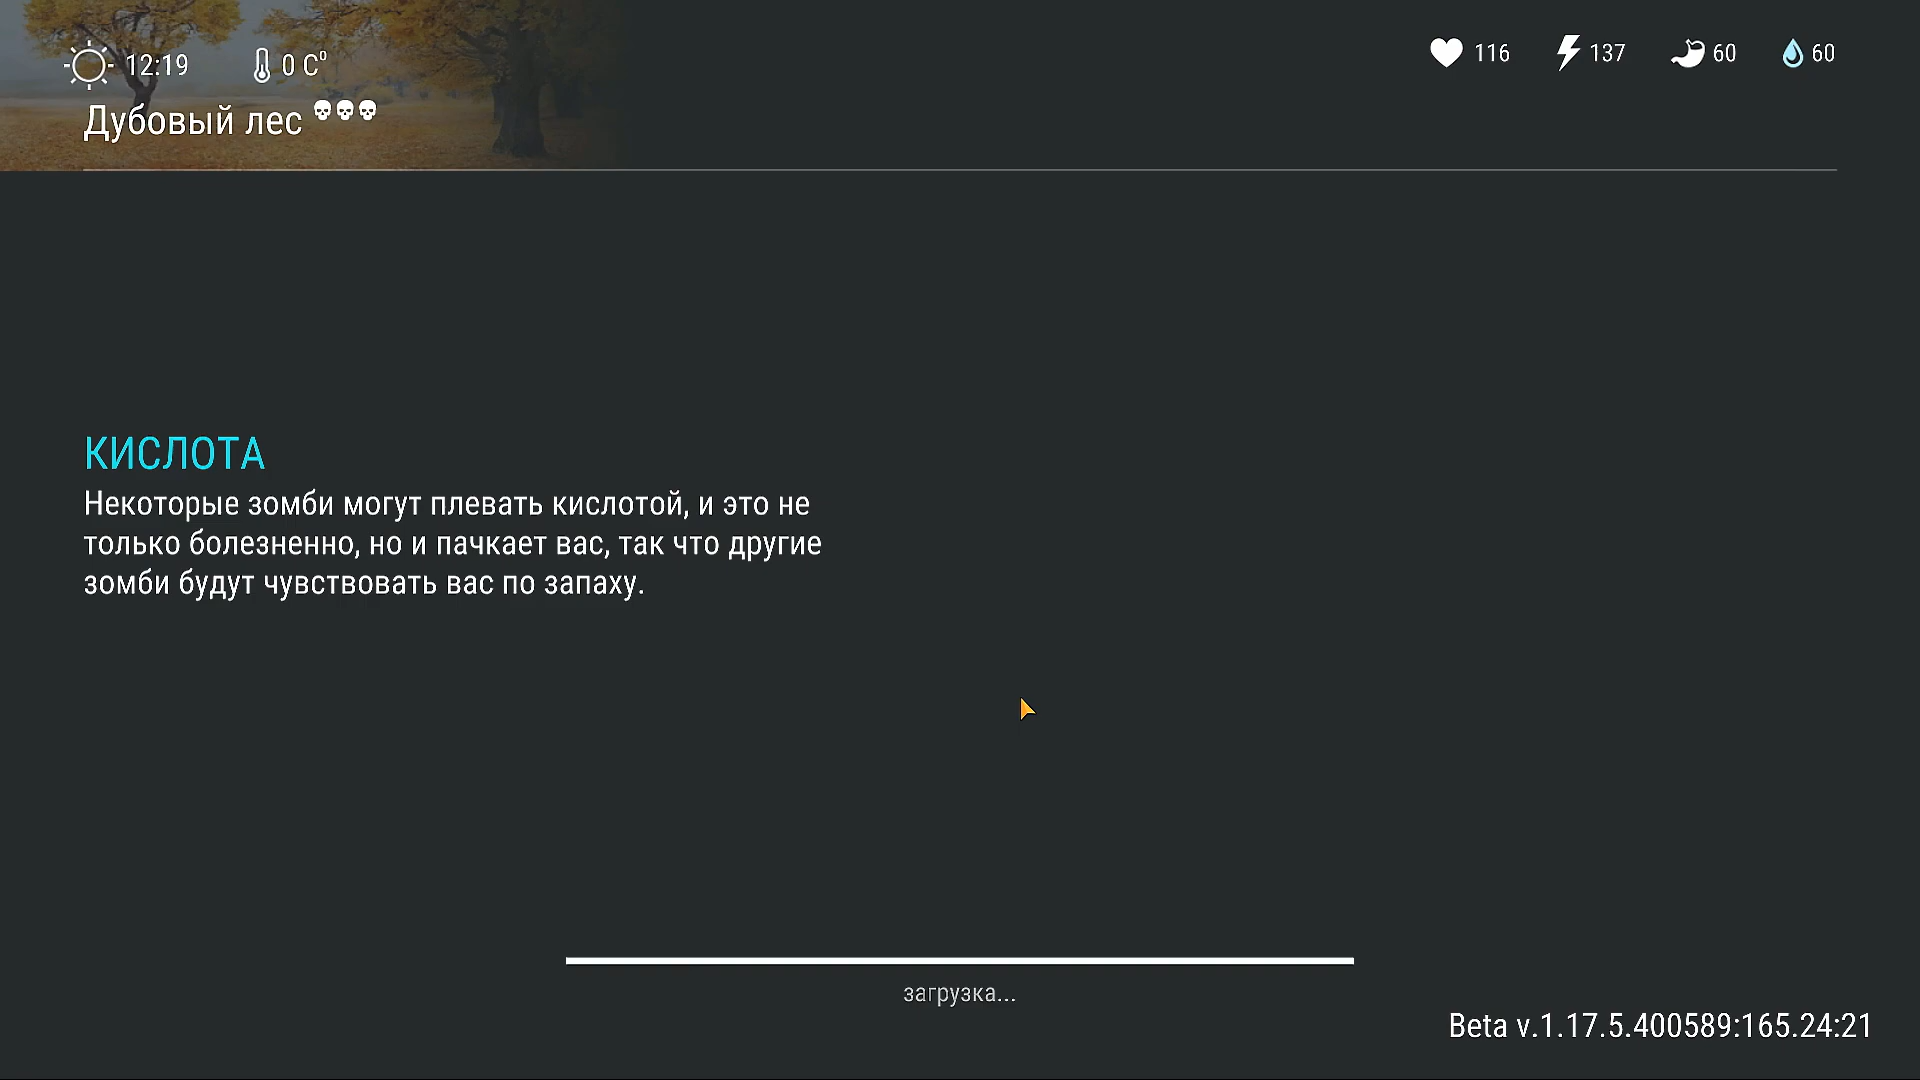 12:19 0 C⁰
116 137 60 60
Дубовый лес
КИСЛОТА
Некоторые зомби могут плевать кислотой, и это не
только болезненно, но и пачкает вас, так что другие
зомби будут чувствовать вас по запаху.
загрузка...
Beta v.1.17.5.400589:165.24:21